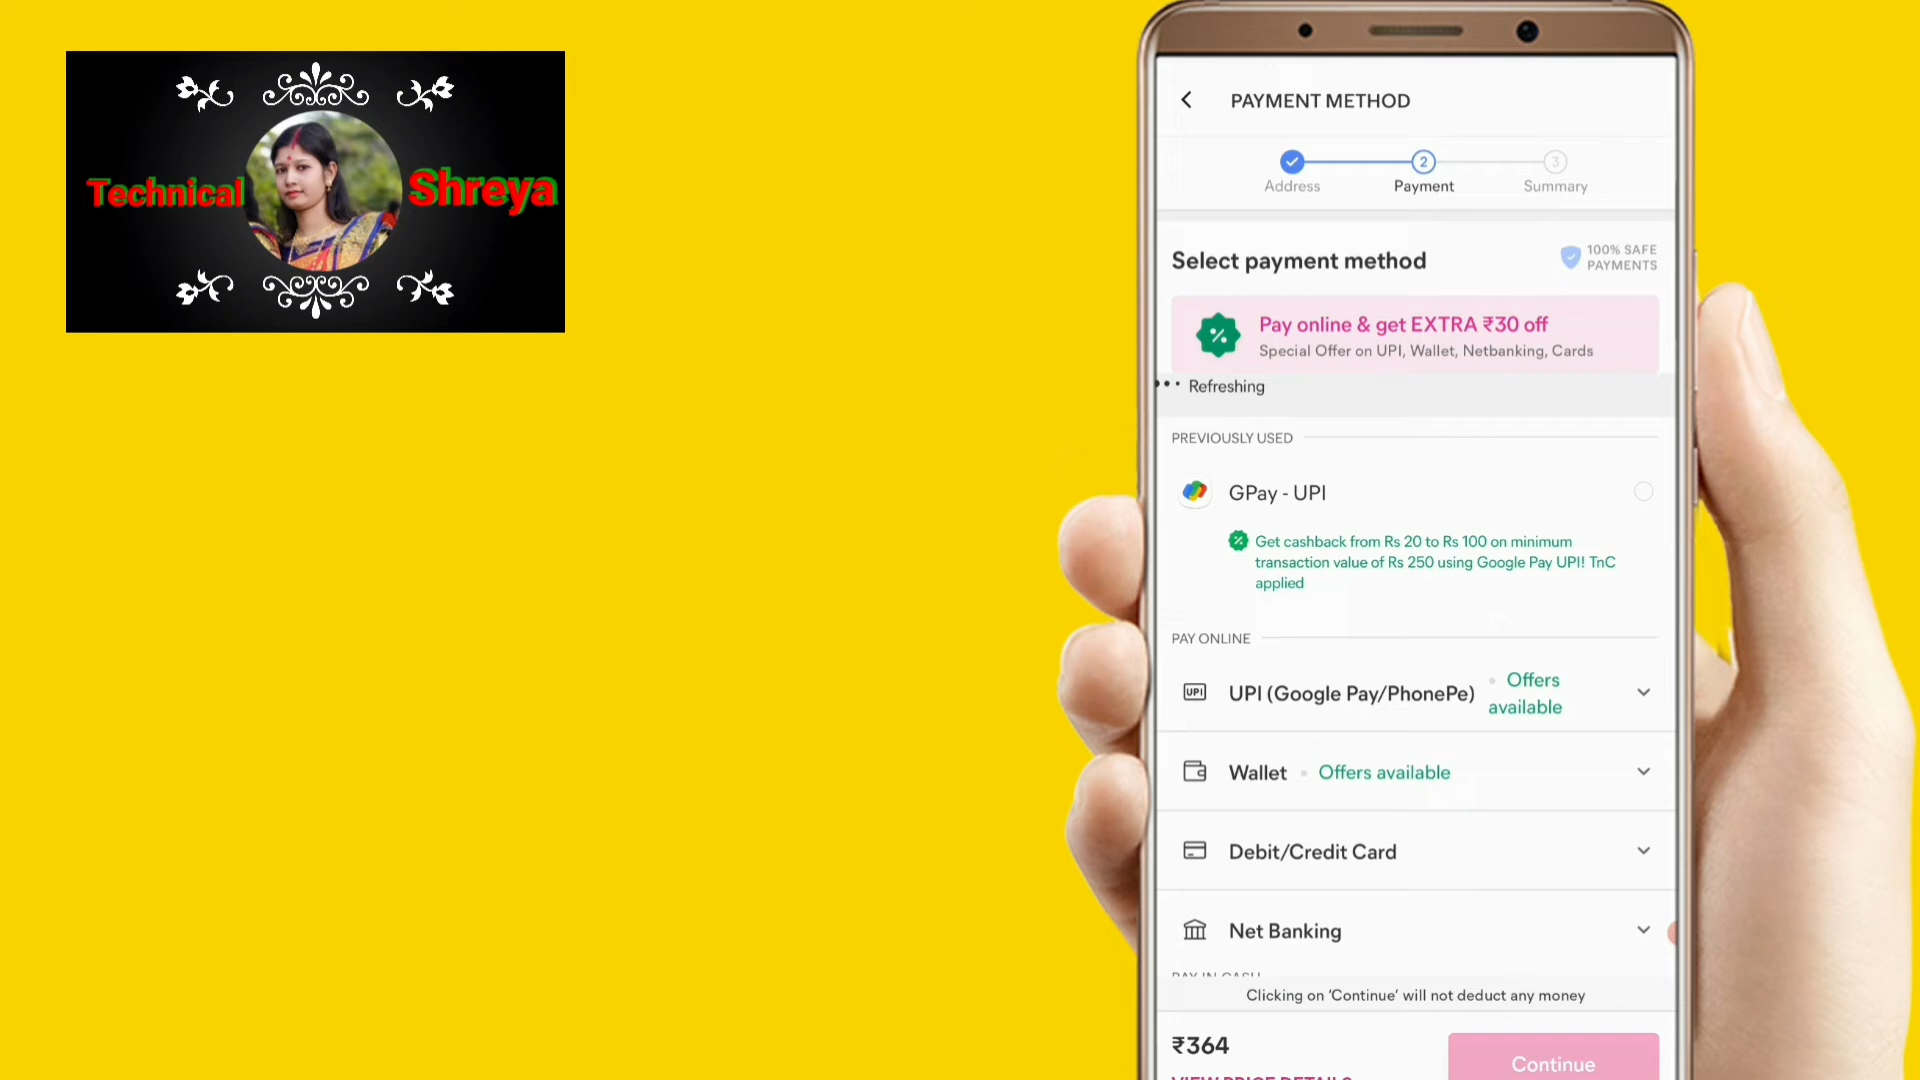 Technical Shreya
PAYMENT METHOD
2
3
Address
Payment
Summary
Select payment method
100% SAFE
PAYMENTS
%
Pay online & get EXTRA ₹30 off
Special Offer on UPI, Wallet, Netbanking, Cards
Refreshing
PREVIOUSLY USED
GPay - UPI
Get cashback from Rs 20 to Rs 100 on minimum
transaction value of Rs 250 using Google Pay UPI! TnC
applied
PAY ONLINE
UPI
UPI (Google Pay/PhonePe)
Offers
available
Wallet • Offers available
Debit/Credit Card
Net Banking
PAY IN CASH
Clicking on 'Continue' will not deduct any money
₹364
Continue
VIEW PRICE DETAILS